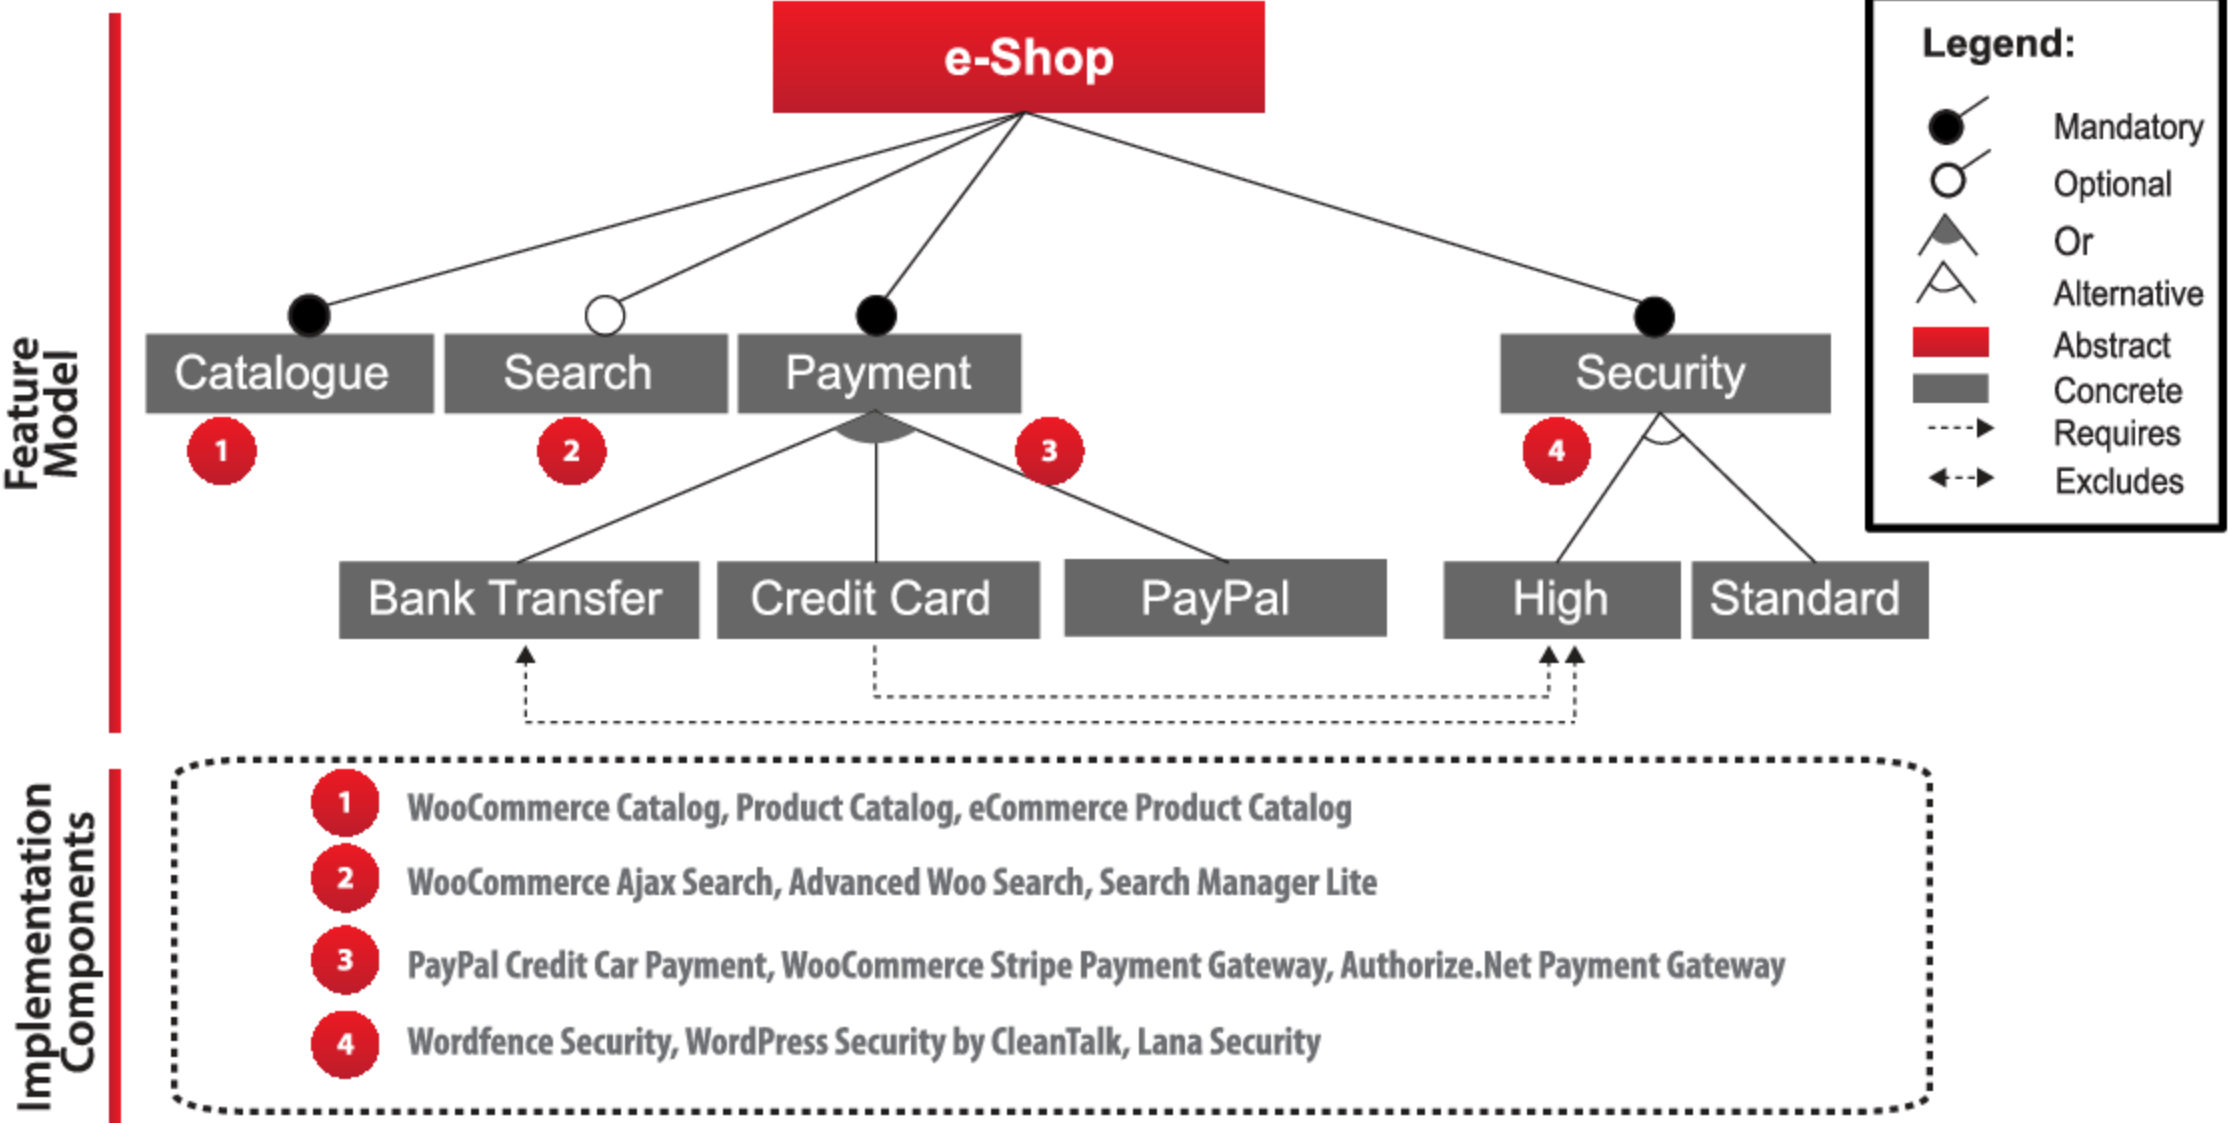 e-Shop
Legend:
Mandatory
Optional
Or
Alternative
Abstract
Concrete
Requires
Excludes
Feature
Model
Catalogue
Search
Payment
Security
1
2
3
4
Bank Transfer
Credit Card
PayPal
High
Standard
Implementation
Components
1 WooCommerce Catalog, Product Catalog, eCommerce Product Catalog
2 WooCommerce Ajax Search, Advanced Woo Search, Search Manager Lite
3 PayPal Credit Car Payment, WooCommerce Stripe Payment Gateway, Authorize.Net Payment Gateway
4 Wordfence Security, WordPress Security by CleanTalk, Lana Security